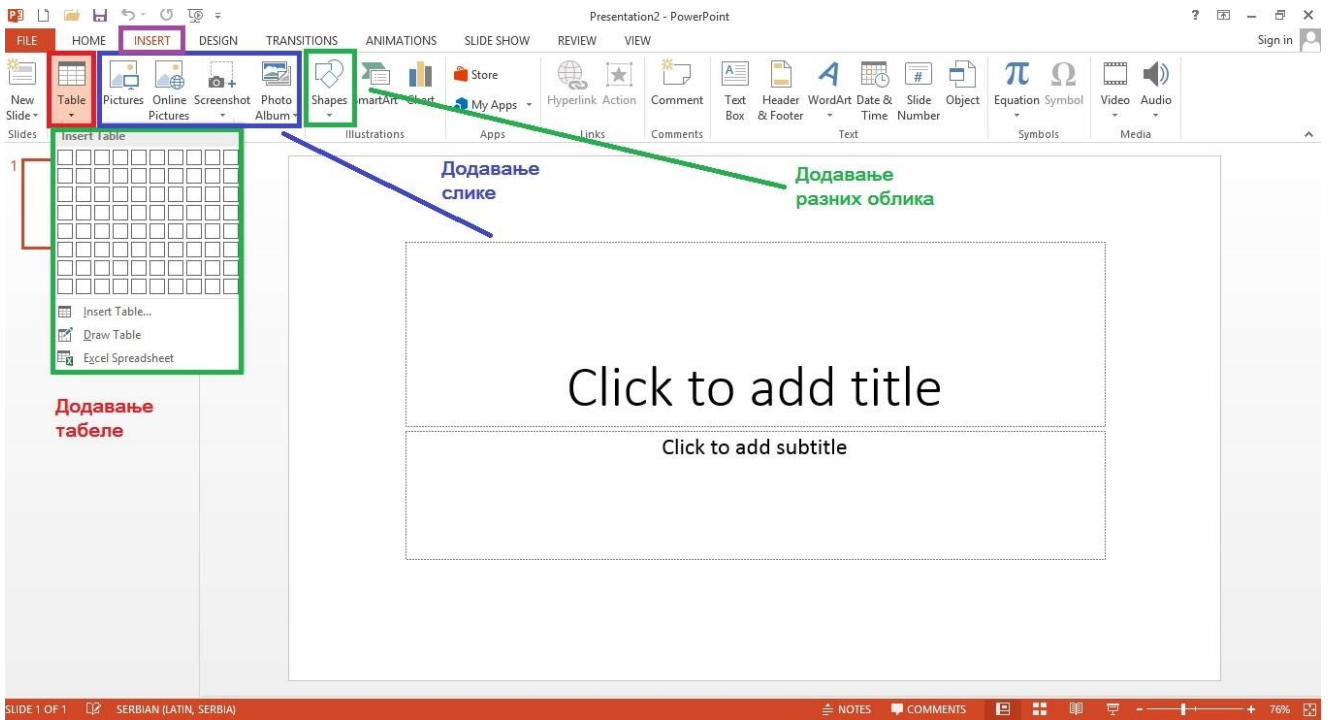 Presentation2 - PowerPoint
?
FILE HOME INSERT DESIGN TRANSITIONS ANIMATIONS SLIDE SHOW REVIEW VIEW Sign in
New Slide
Table
Pictures
Online Pictures
Screenshot
Photo Album
Shapes
SmartArt
Chart
Store
My Apps
Hyperlink
Action
Comment
Text Box
Header & Footer
WordArt
Date & Time
Slide Number
#
Object
π
Equation
Ω
Symbol
Video
Audio
Slides
Illustrations
Apps
Links
Comments
Text
Symbols
Media
Insert Table
Insert Table...
Draw Table
Excel Spreadsheet
1
Додавање
табеле
Додавање
слике
Додавање
разних облика
Click to add title
Click to add subtitle
SLIDE 1 OF 1 SERBIAN (LATIN, SERBIA) NOTES COMMENTS 76%